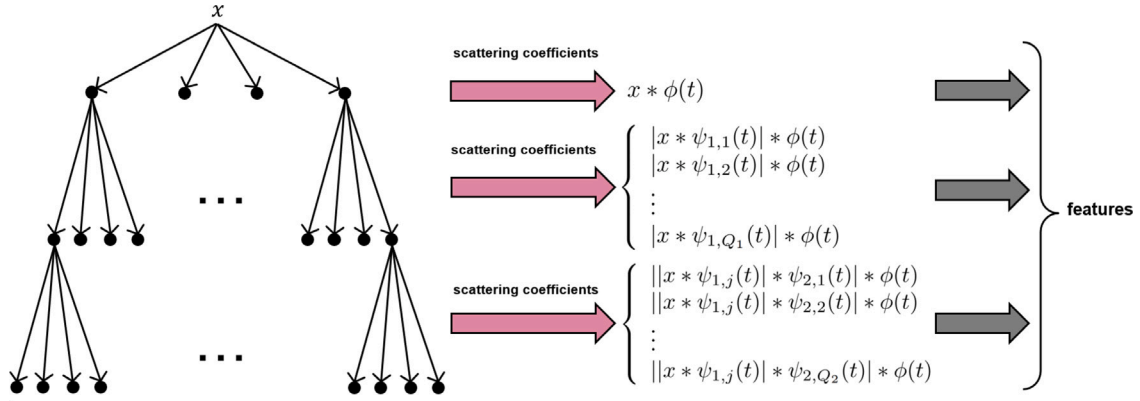 x
scattering coefficients
x ∗ ϕ(t)
scattering coefficients
|x ∗ ψ₁,₁(t)| ∗ ϕ(t)
|x ∗ ψ₁,₂(t)| ∗ ϕ(t)
⋮
|x ∗ ψ₁,Q₁(t)| ∗ ϕ(t)
. . .
features
scattering coefficients
||x ∗ ψ₁,ⱼ(t)| ∗ ψ₂,₁(t)| ∗ ϕ(t)
||x ∗ ψ₁,ⱼ(t)| ∗ ψ₂,₂(t)| ∗ ϕ(t)
⋮
||x ∗ ψ₁,ⱼ(t)| ∗ ψ₂,Q₂(t)| ∗ ϕ(t)
. . .